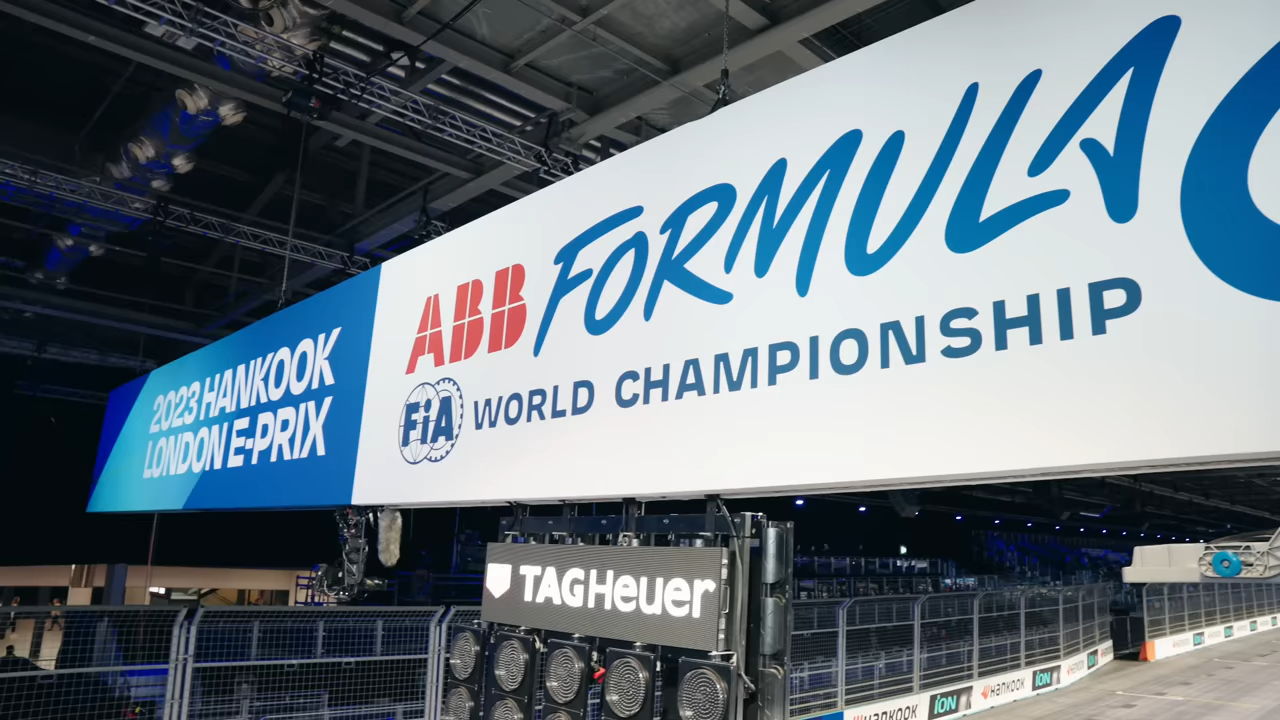 2023 HANKOOK
LONDON E-PRIX
ABB FORMULA
FiA WORLD CHAMPIONSHIP
TAGHeuer
HANKOOK
iON
HANKOOK
iON